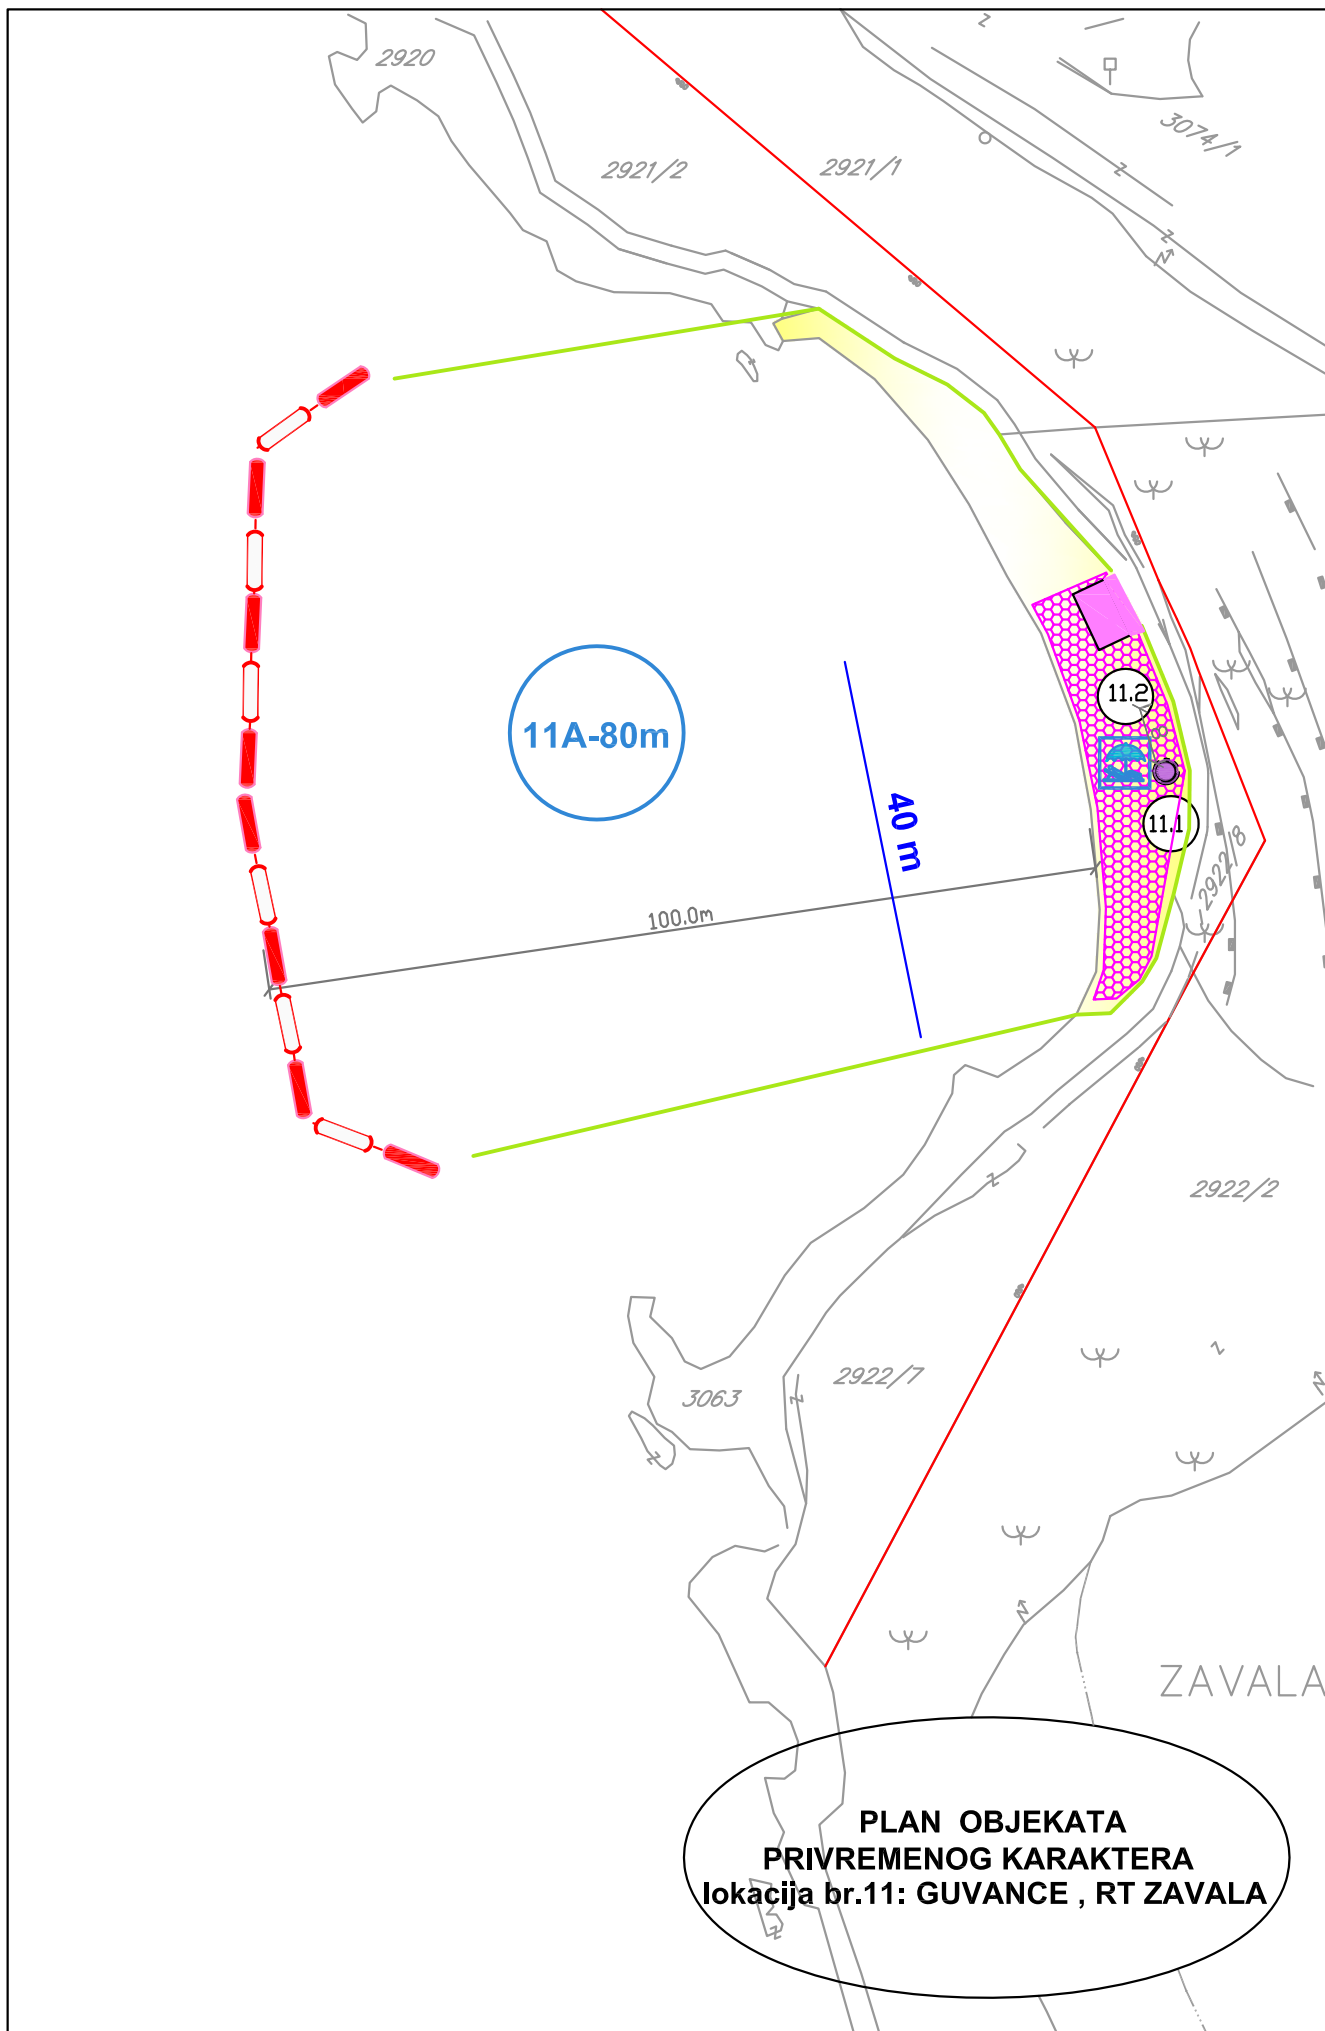 2920
2921/2
2921/1
3074/1
11A-80m
11.2
40 m
11.1
2922/8
100.0m
2922/2
2922/7
3063
ZAVALA
PLAN OBJEKATA
PRIVREMENOG KARAKTERA
lokacija br.11: GUVANCE , RT ZAVALA